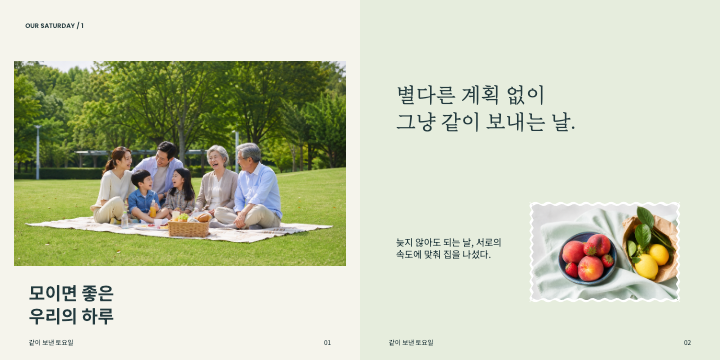 OUR SATURDAY / 1
모이면 좋은
우리의 하루
같이 보낸 토요일
01
별다른 계획 없이
그냥 같이 보내는 날.
늦지 않아도 되는 날, 서로의
속도에 맞춰 집을 나섰다.
같이 보낸 토요일
02